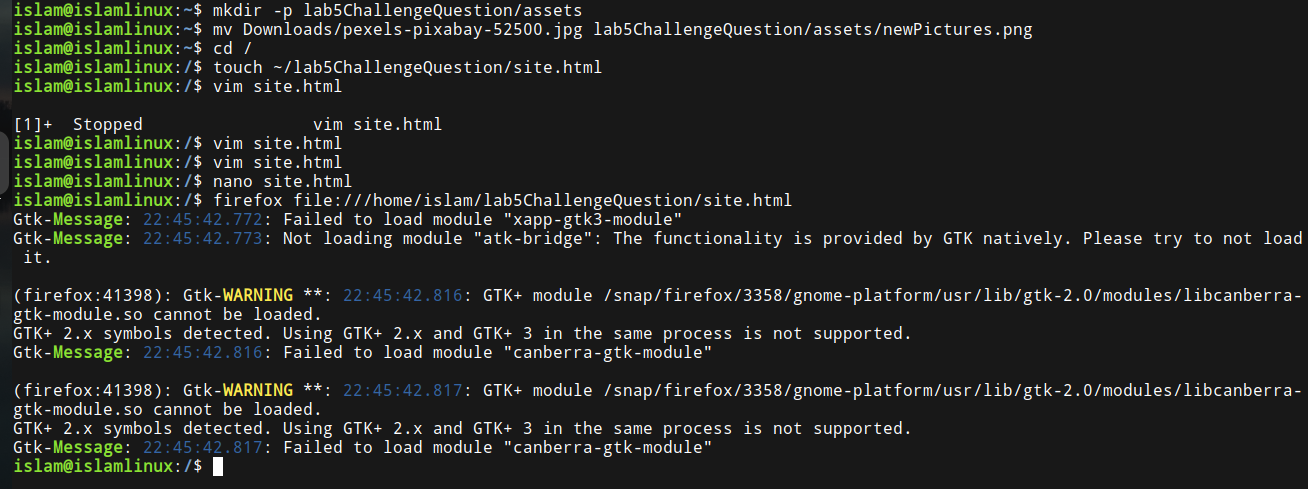 islam@islamlinux:~$ mkdir -p lab5ChallengeQuestion/assets
islam@islamlinux:~$ mv Downloads/pexels-pixabay-52500.jpg lab5ChallengeQuestion/assets/newPictures.png
islam@islamlinux:~$ cd /
islam@islamlinux:/$ touch ~/lab5ChallengeQuestion/site.html
islam@islamlinux:/$ vim site.html
[1]+  Stopped                 vim site.html
islam@islamlinux:/$ vim site.html
islam@islamlinux:/$ vim site.html
islam@islamlinux:/$ nano site.html
islam@islamlinux:/$ firefox file:///home/islam/lab5ChallengeQuestion/site.html
Gtk-Message: 22:45:42.772: Failed to load module "xapp-gtk3-module"
Gtk-Message: 22:45:42.773: Not loading module "atk-bridge": The functionality is provided by GTK natively. Please try to not load
 it.
(firefox:41398): Gtk-WARNING **: 22:45:42.816: GTK+ module /snap/firefox/3358/gnome-platform/usr/lib/gtk-2.0/modules/libcanberra-
gtk-module.so cannot be loaded.
GTK+ 2.x symbols detected. Using GTK+ 2.x and GTK+ 3 in the same process is not supported.
Gtk-Message: 22:45:42.816: Failed to load module "canberra-gtk-module"
(firefox:41398): Gtk-WARNING **: 22:45:42.817: GTK+ module /snap/firefox/3358/gnome-platform/usr/lib/gtk-2.0/modules/libcanberra-
gtk-module.so cannot be loaded.
GTK+ 2.x symbols detected. Using GTK+ 2.x and GTK+ 3 in the same process is not supported.
Gtk-Message: 22:45:42.817: Failed to load module "canberra-gtk-module"
islam@islamlinux:/$